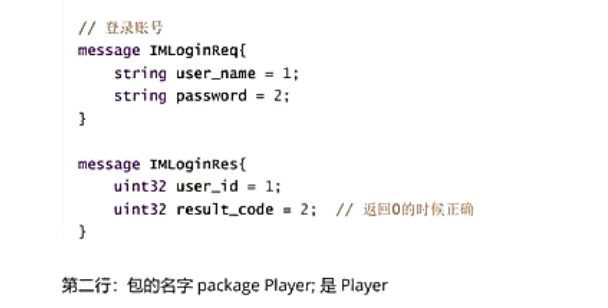 // 登录账号
message IMLoginReq{
    string user_name = 1;
    string password = 2;
}
message IMLoginRes{
    uint32 user_id = 1;
    uint32 result_code = 2;  // 返回0的时候正确
}
第二行：包的名字 package Player; 是 Player